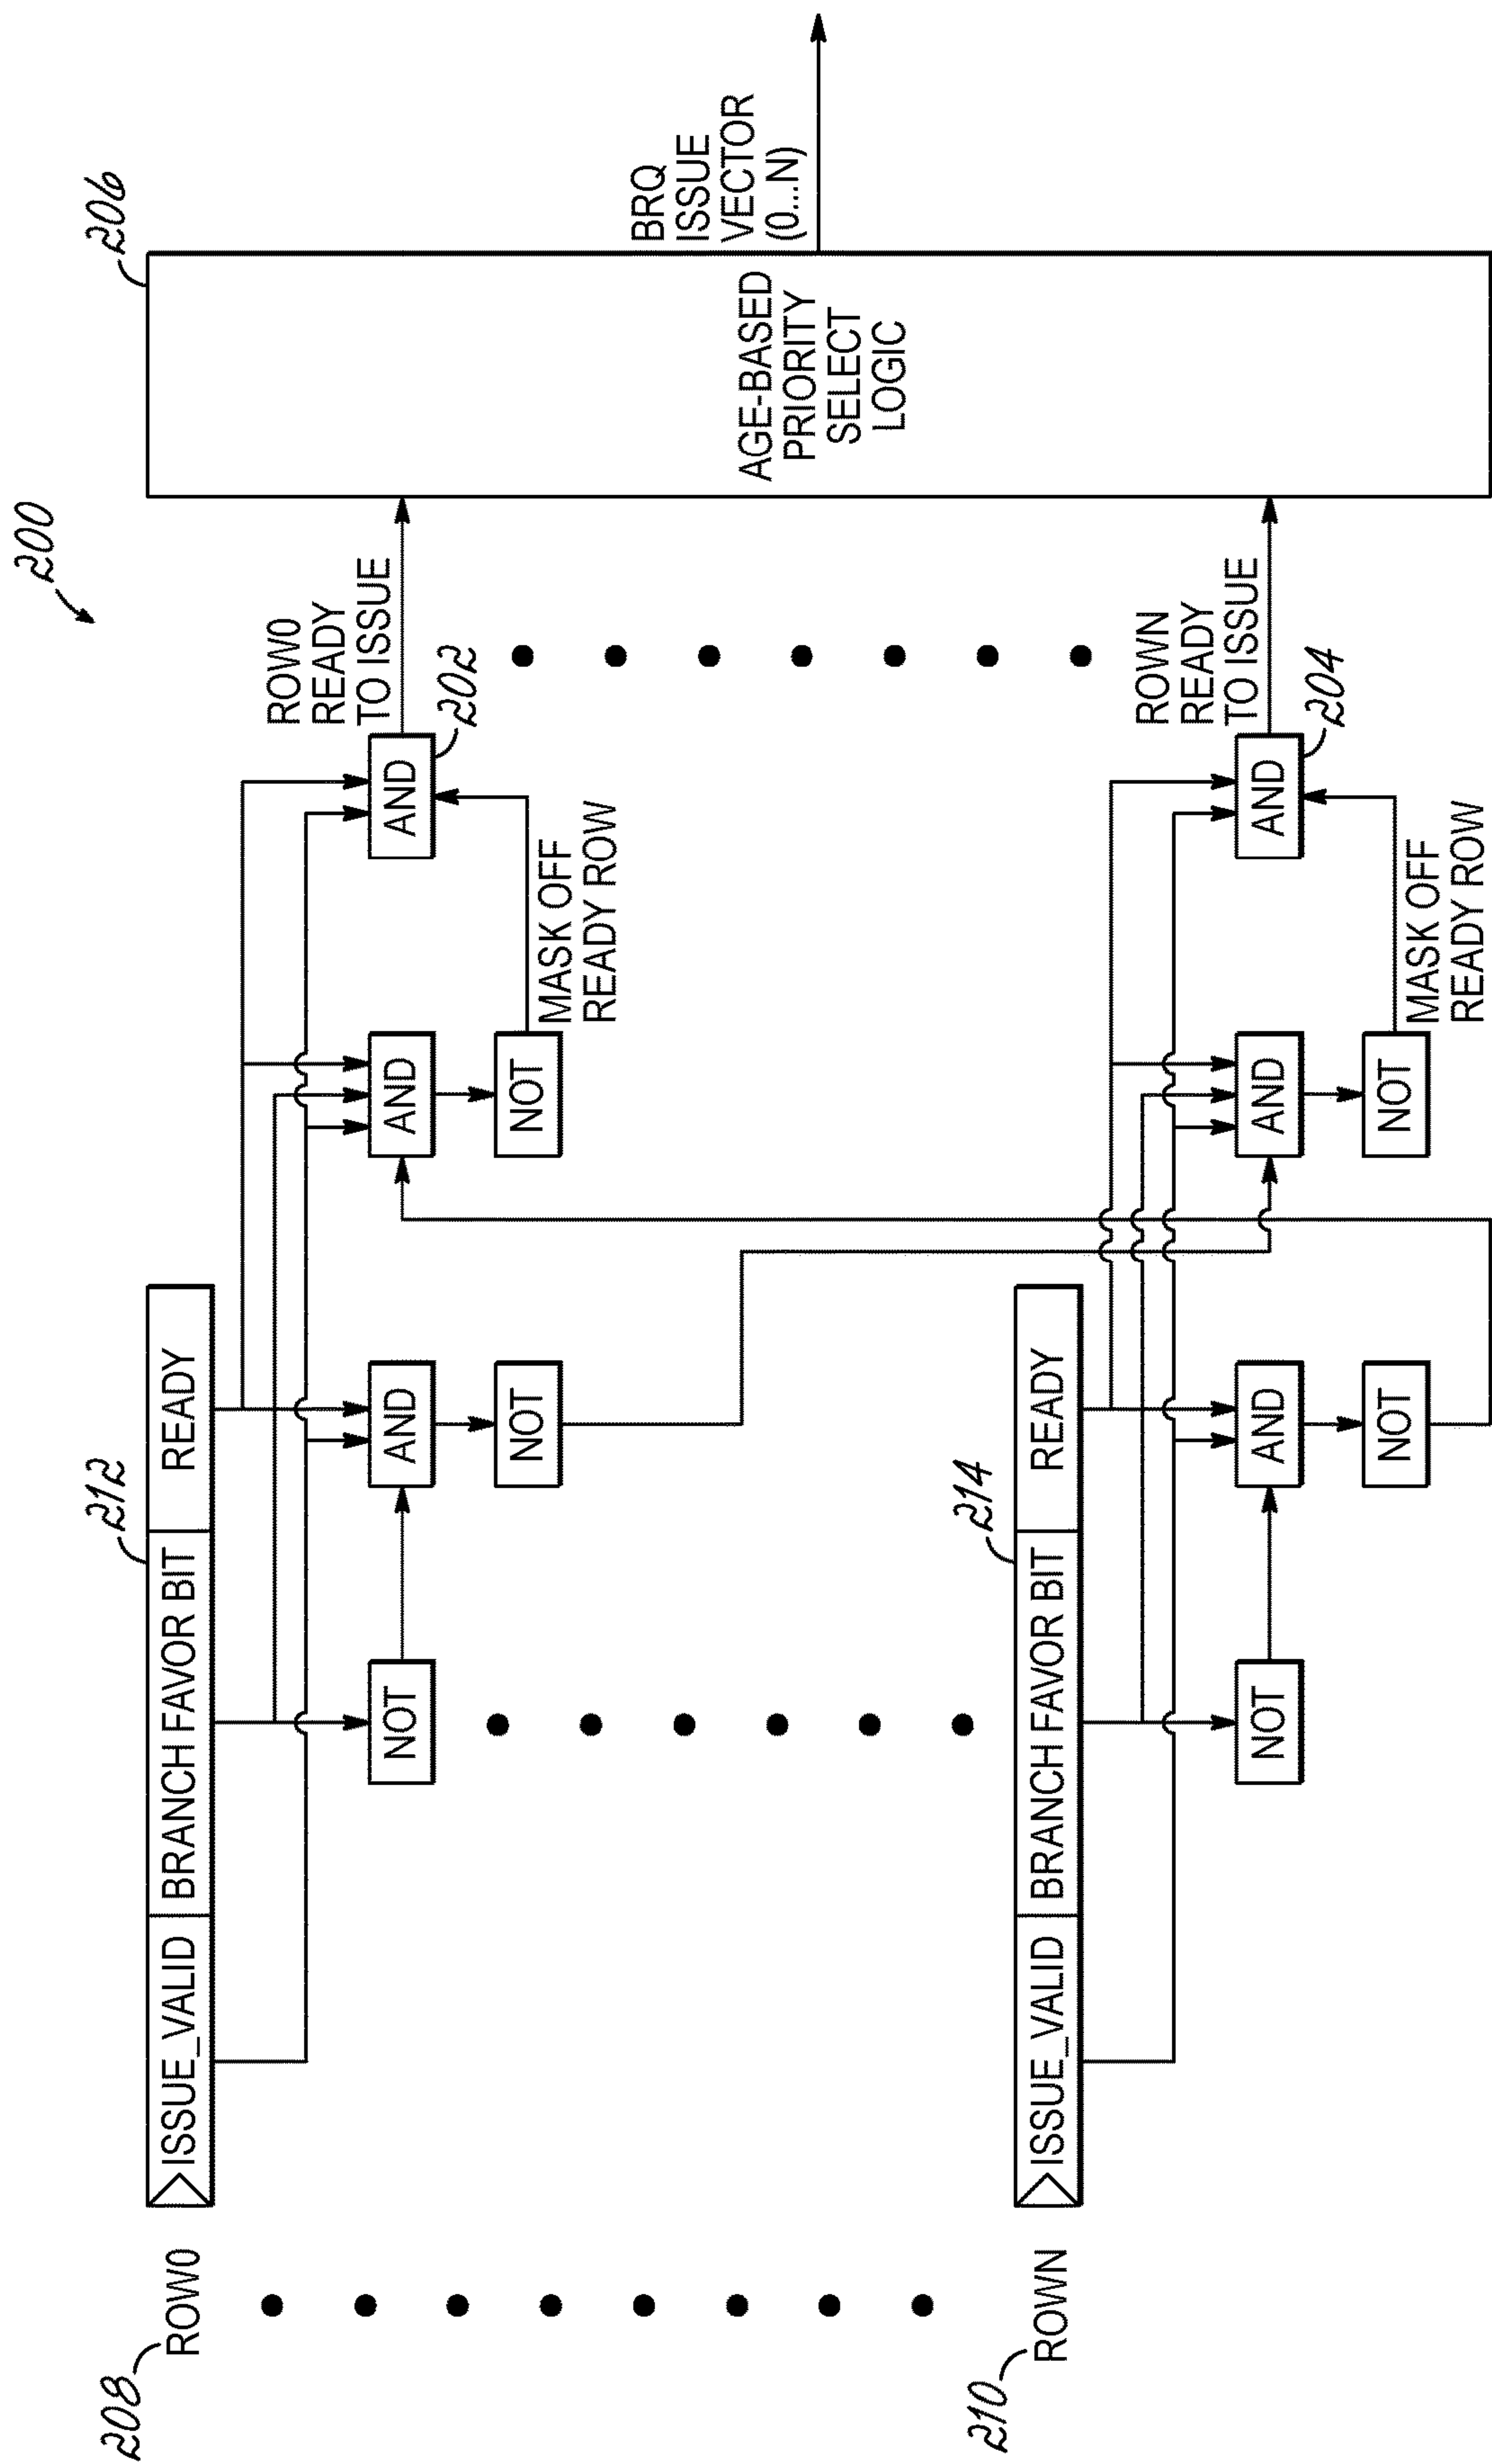 200
206
212
208
ROW0
ISSUE_VALID
BRANCH FAVOR BIT
READY
NOT
AND
NOT
AND
NOT
MASK OFF
READY ROW
AND
202
ROW0
READY
TO ISSUE
AGE-BASED
PRIORITY
SELECT
LOGIC
BRQ
ISSUE
VECTOR
(0...N)
214
210
ROWN
ISSUE_VALID
BRANCH FAVOR BIT
READY
NOT
AND
NOT
AND
NOT
MASK OFF
READY ROW
AND
204
ROWN
READY
TO ISSUE